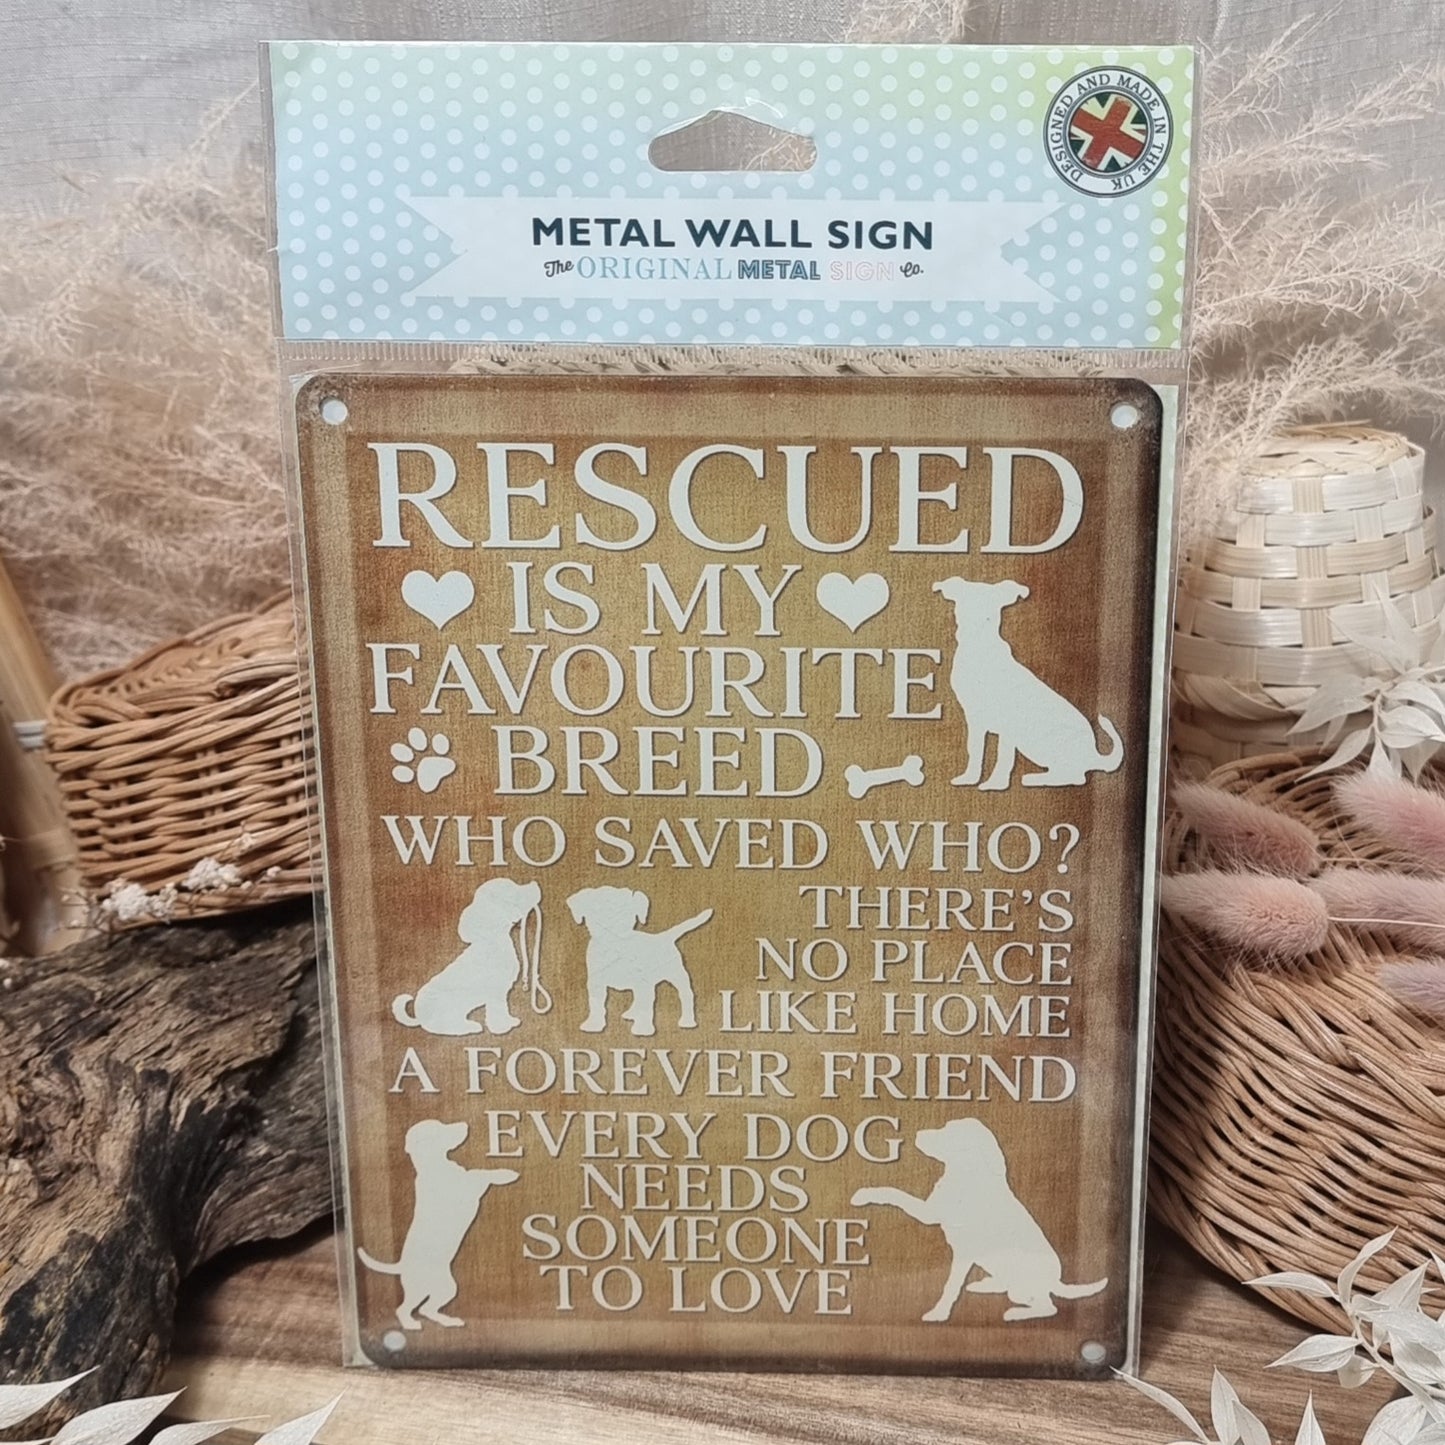 DESIGNED AND MADE IN THE UK
METAL WALL SIGN
The ORIGINAL METAL SIGN Co.
RESCUED
IS MY
FAVOURITE
BREED
WHO SAVED WHO?
THERE'S
NO PLACE
LIKE HOME
A FOREVER FRIEND
EVERY DOG
NEEDS
SOMEONE
TO LOVE